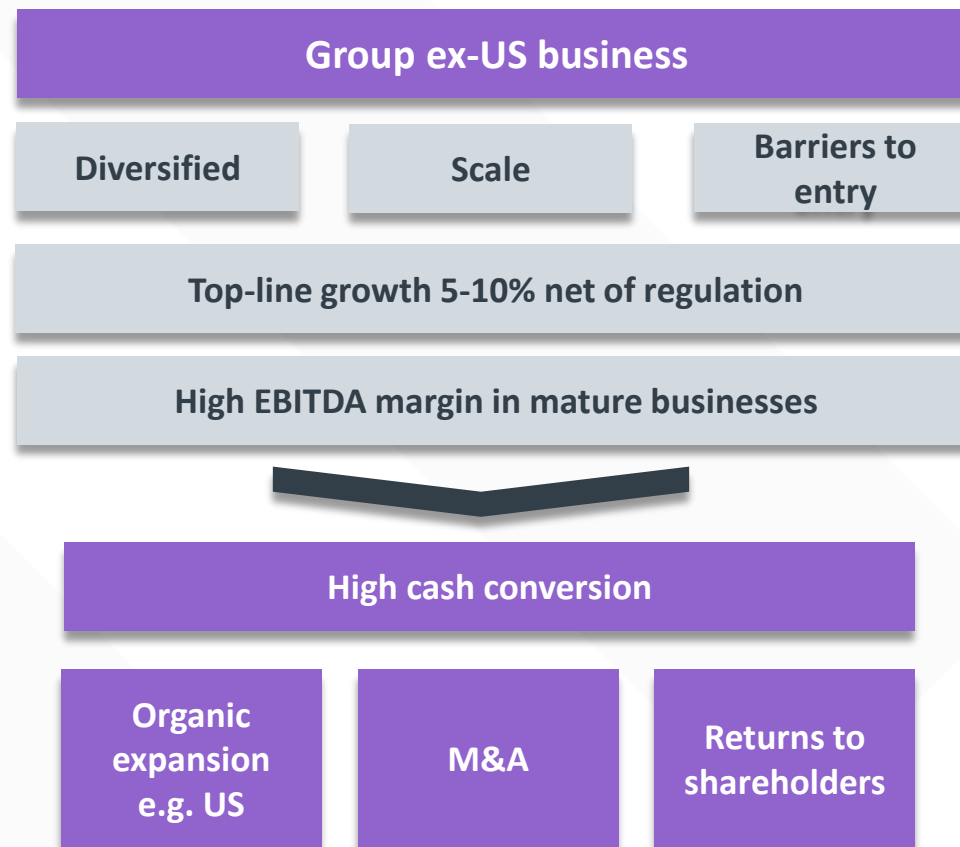 Group ex-US business
Diversified
Scale
Barriers to
entry
Top-line growth 5-10% net of regulation
High EBITDA margin in mature businesses
High cash conversion
Organic
expansion
e.g. US
M&A
Returns to
shareholders